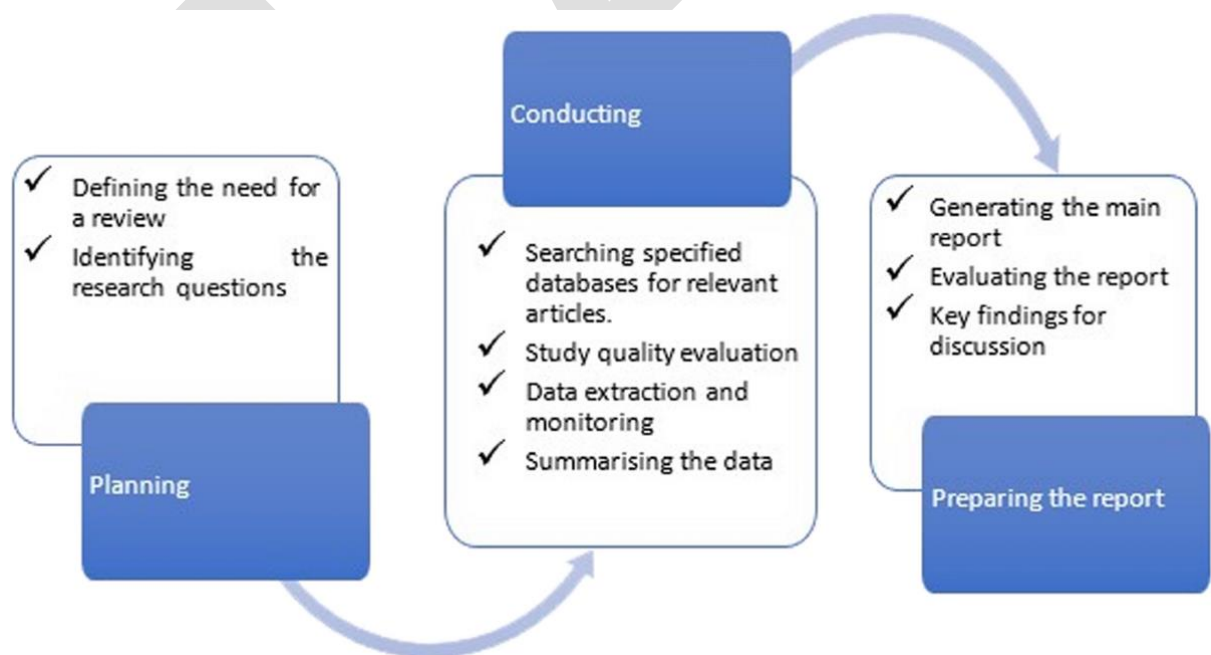 ✓ Defining the need for
a review
✓ Identifying the
research questions
Planning
Conducting
✓ Searching specified
databases for relevant
articles.
✓ Study quality evaluation
✓ Data extraction and
monitoring
✓ Summarising the data
✓ Generating the main
report
✓ Evaluating the report
✓ Key findings for
discussion
Preparing the report